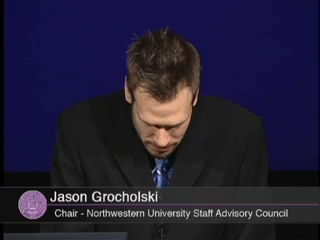 Jason Grocholski
Chair - Northwestern University Staff Advisory Council